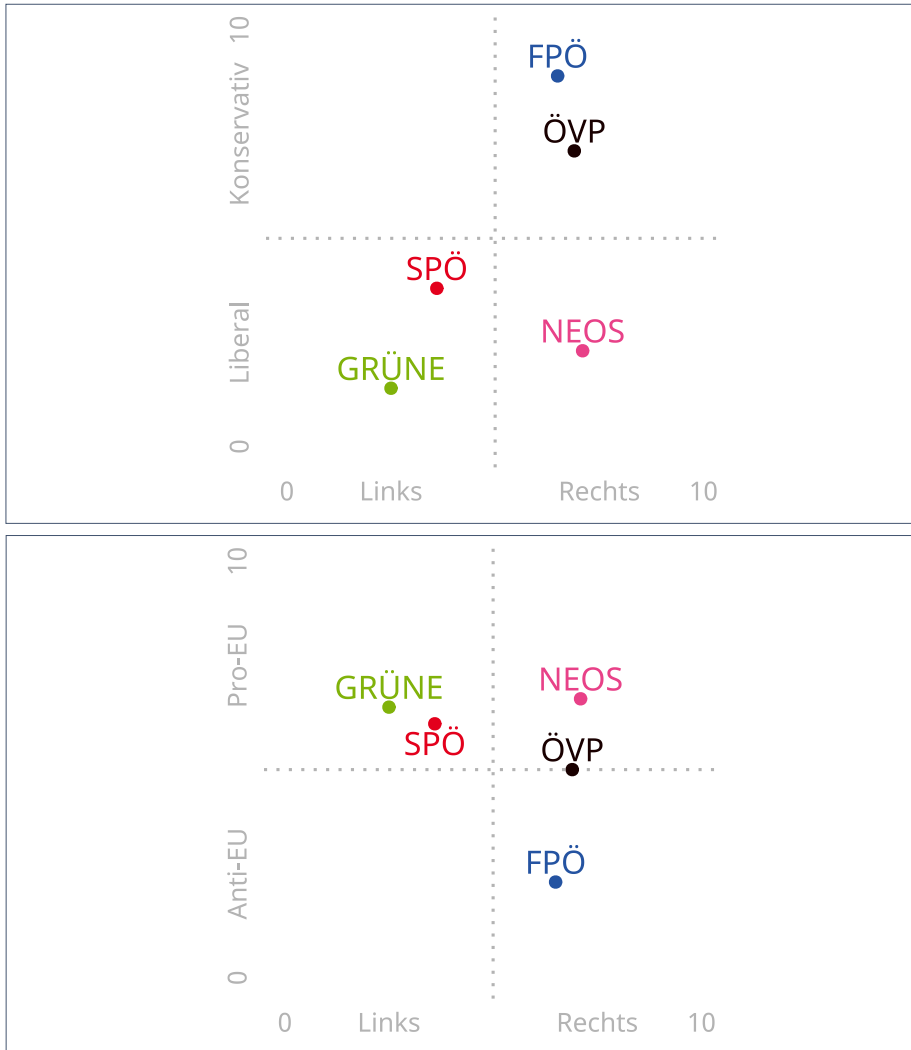 10
Konservativ
Liberal
0
FPÖ
ÖVP
SPÖ
NEOS
GRÜNE
0 Links Rechts 10
10
Pro-EU
Anti-EU
0
GRÜNE
NEOS
SPÖ
ÖVP
FPÖ
0 Links Rechts 10